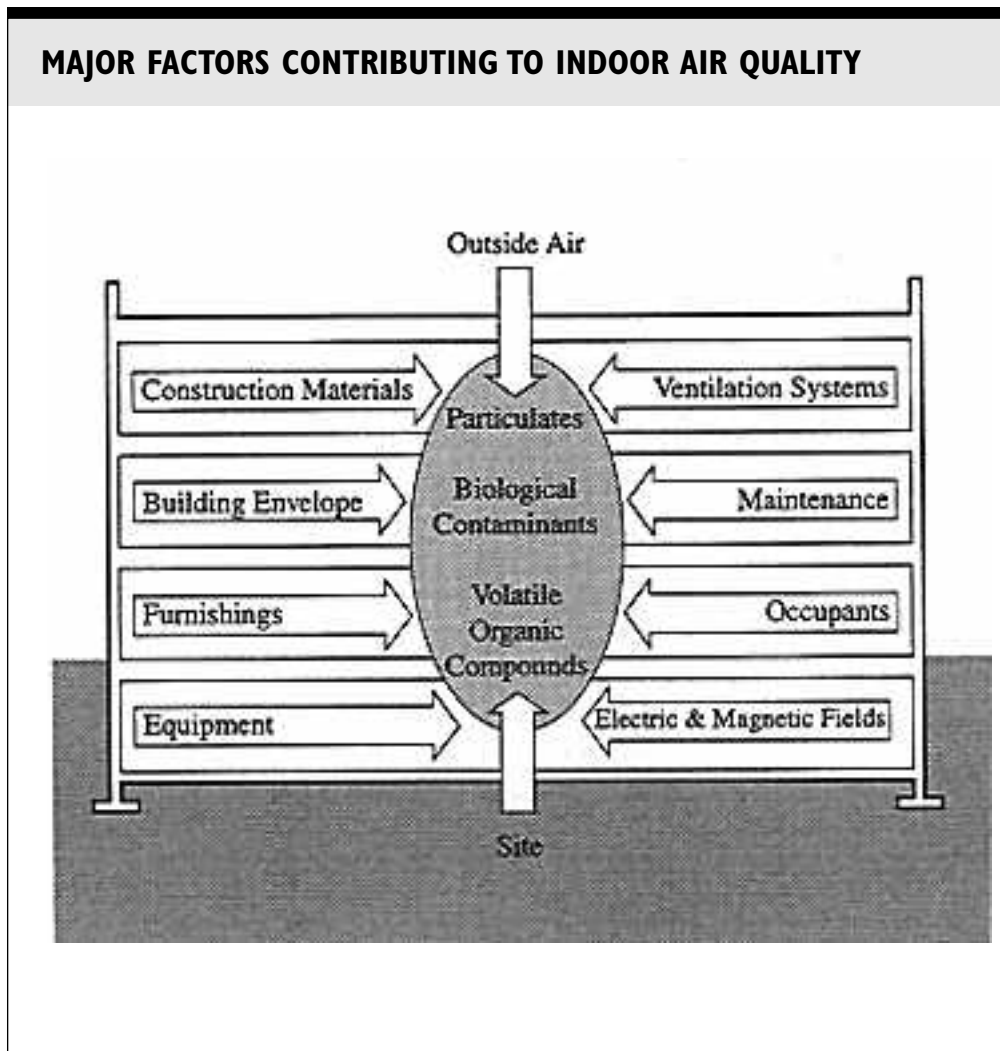 MAJOR FACTORS CONTRIBUTING TO INDOOR AIR QUALITY
Outside Air
Construction Materials
Ventilation Systems
Particulates
Building Envelope
Biological
Contaminants
Maintenance
Furnishings
Volatile
Organic
Compounds
Occupants
Equipment
Electric & Magnetic Fields
Site